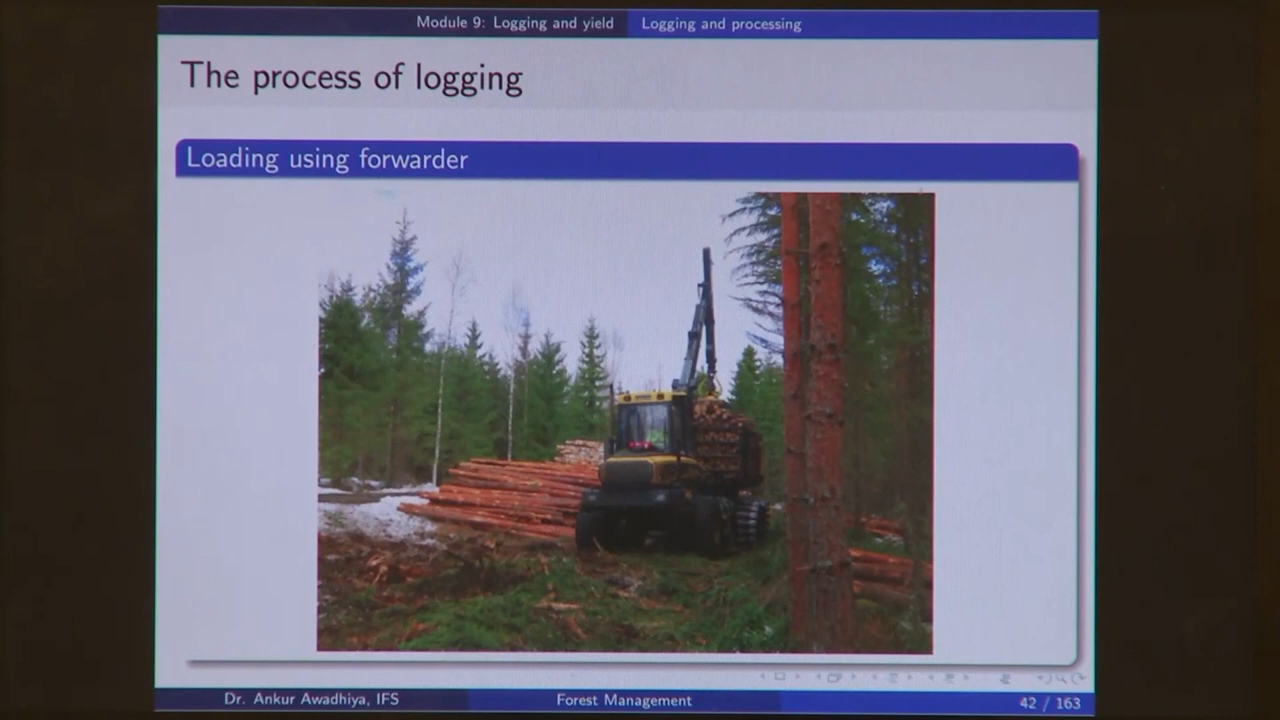 Module 9: Logging and yield Logging and processing
The process of logging
Loading using forwarder
Dr. Ankur Awadhiya, IFS Forest Management 42 / 163